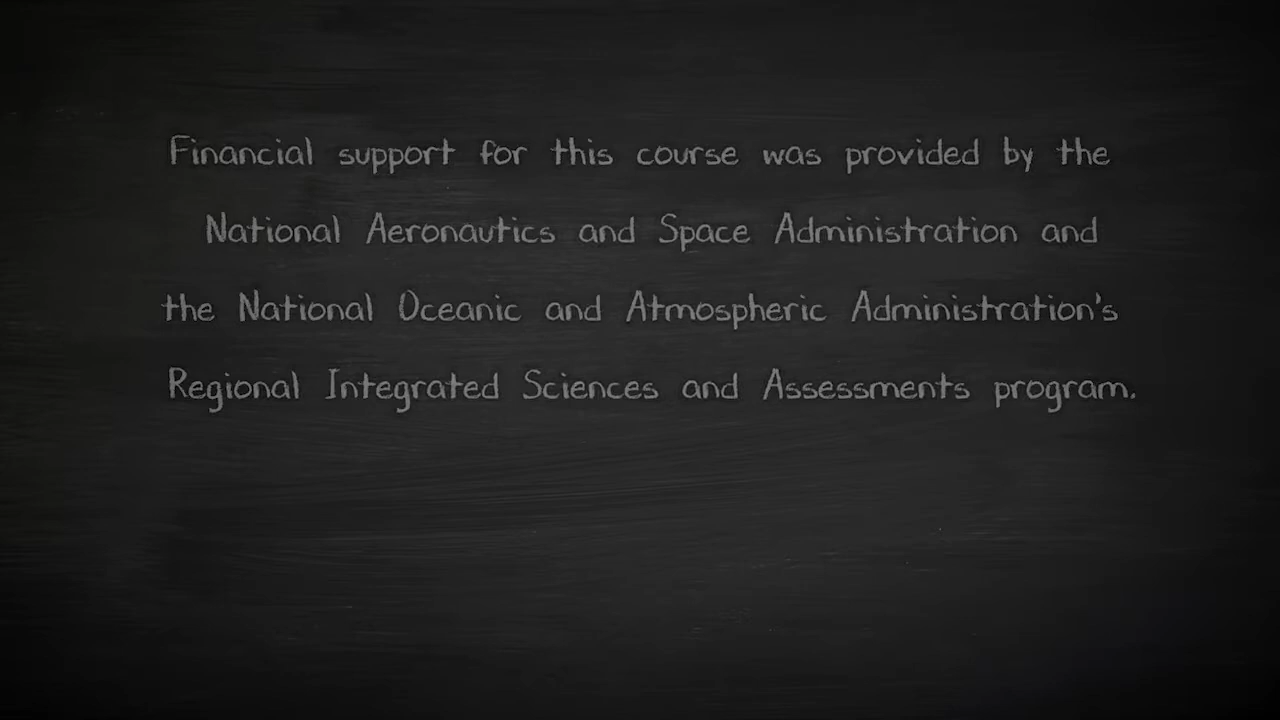 Financial support for this course was provided by the
National Aeronautics and Space Administration and
the National Oceanic and Atmospheric Administration's
Regional Integrated Sciences and Assessments program.